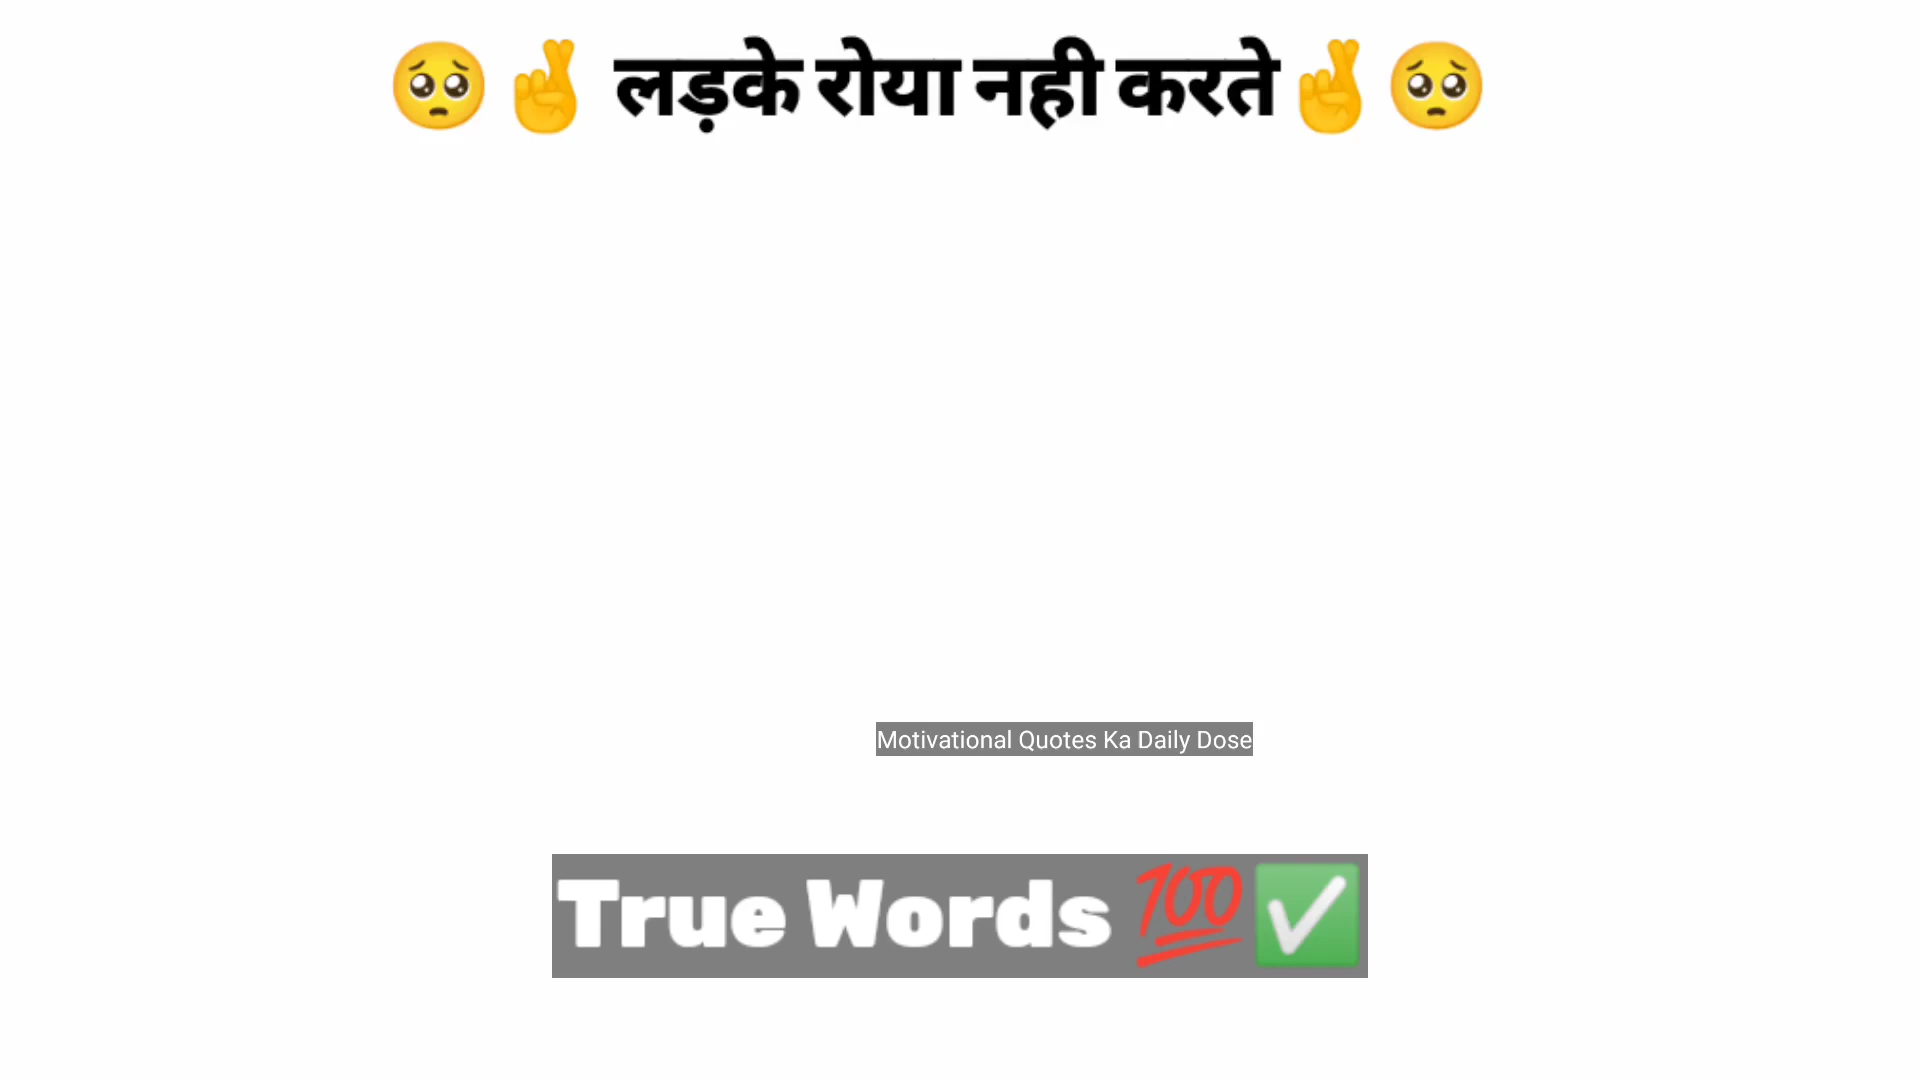 🥺🤞 लड़के रोया नही करते🤞🥺
Motivational Quotes Ka Daily Dose
True Words 💯✅